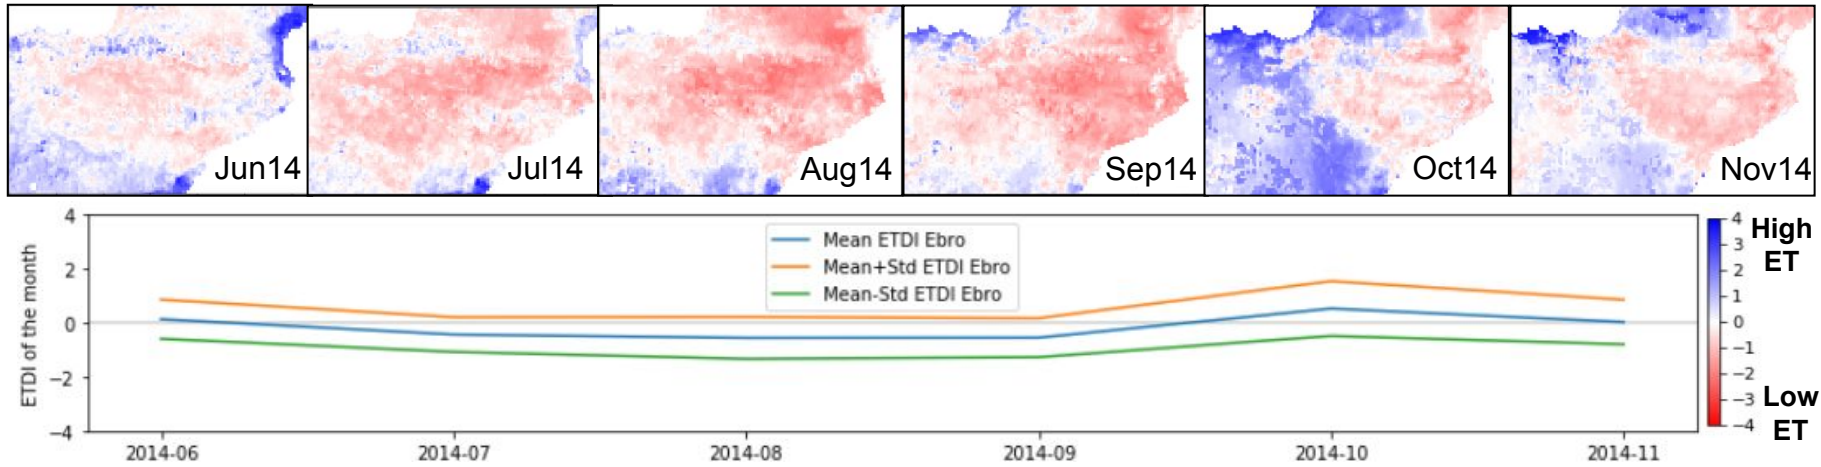 Jun14
Jul14
Aug14
Sep14
Oct14
Nov14
ETDI of the month
4
2
0
−2
−4
Mean ETDI Ebro
Mean+Std ETDI Ebro
Mean-Std ETDI Ebro
2014-06
2014-07
2014-08
2014-09
2014-10
2014-11
4
3
2
1
0
−1
−2
−3
−4
High
ET
Low
ET